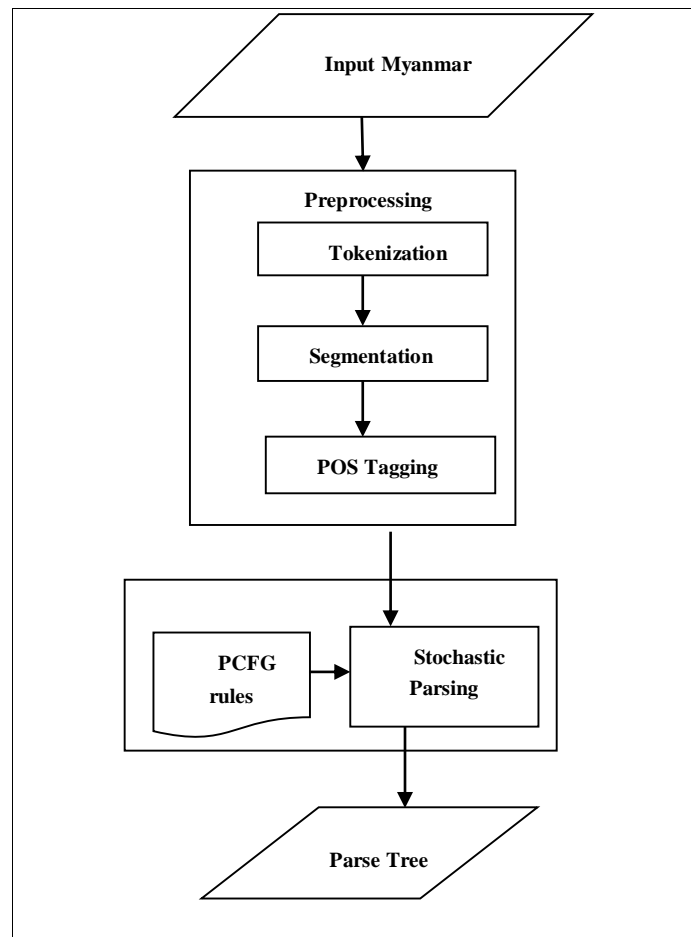 Input Myanmar
Preprocessing
Tokenization
Segmentation
POS Tagging
PCFG
rules
Stochastic
Parsing
Parse Tree